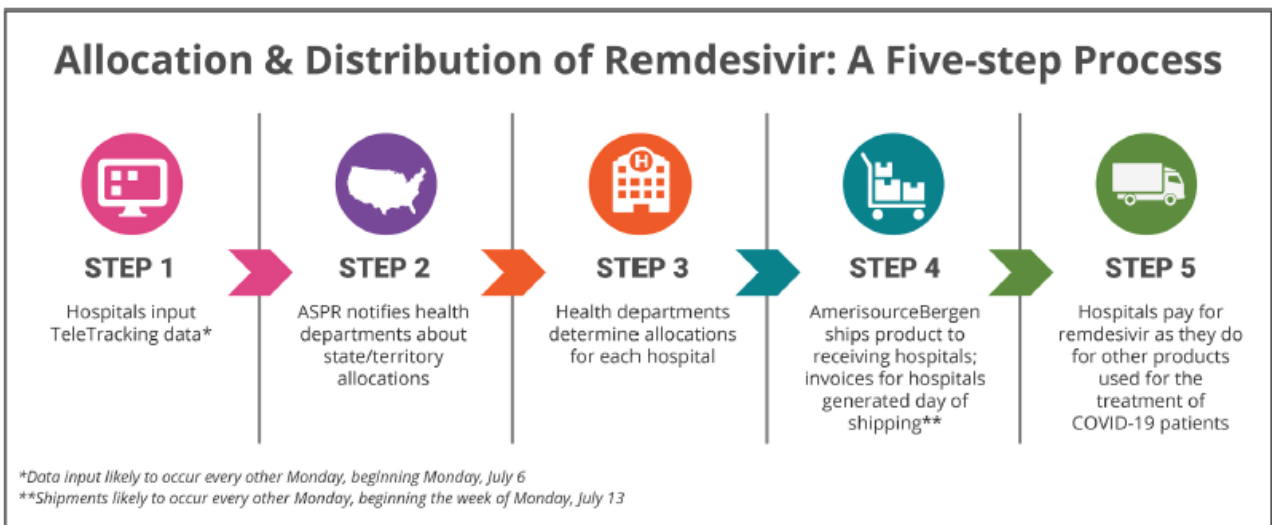 Allocation & Distribution of Remdesivir: A Five-step Process
H
STEP 1
Hospitals input
TeleTracking data*
STEP 2
ASPR notifies health
departments about
state/territory
allocations
STEP 3
Health departments
determine allocations
for each hospital
STEP 4
AmerisourceBergen
ships product to
receiving hospitals;
invoices for hospitals
generated day of
shipping**
STEP 5
Hospitals pay for
remdesivir as they do
for other products
used for the
treatment of
COVID-19 patients
*Data input likely to occur every other Monday, beginning Monday, July 6
**Shipments likely to occur every other Monday, beginning the week of Monday, July 13